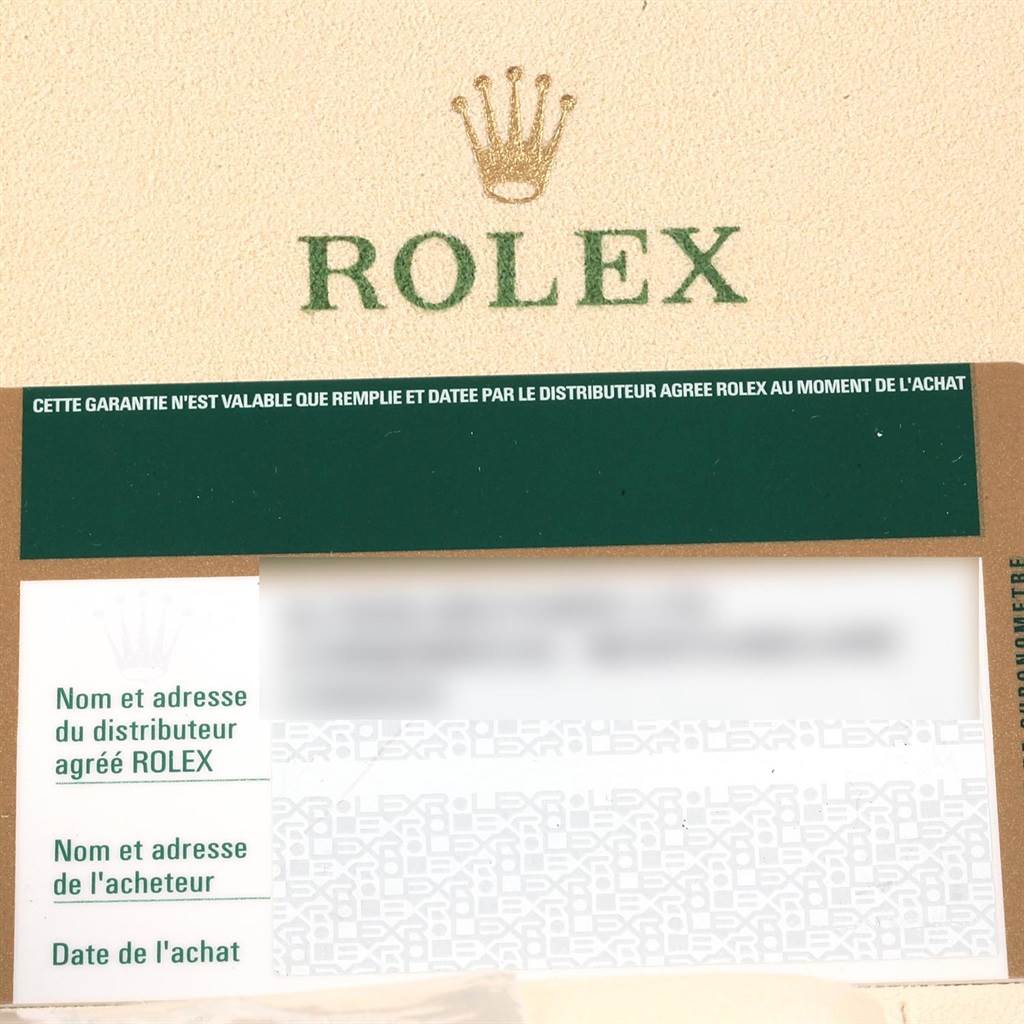 ROLEX
CETTE GARANTIE N'EST VALABLE QUE REMPLIE ET DATEE PAR LE DISTRIBUTEUR AGREE ROLEX AU MOMENT DE L'ACHAT
Nom et adresse
du distributeur
agréé ROLEX
Nom et adresse
de l'acheteur
Date de l'achat
CHRONOMETRE